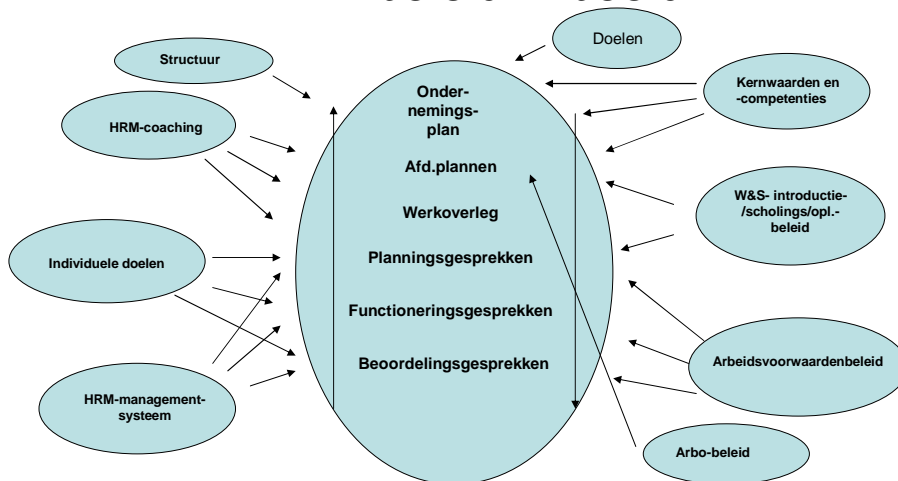 Doelen
Structuur
Kernwaarden en
-competenties
Onder-
nemings-
plan
HRM-coaching
Afd.plannen
W&S- introductie-
/scholings/opl.-
beleid
Werkoverleg
Individuele doelen
Planningsgesprekken
Functioneringsgesprekken
Beoordelingsgesprekken
Arbeidsvoorwaardenbeleid
HRM-management-
systeem
Arbo-beleid